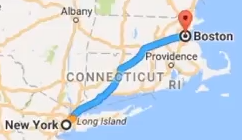 Albany
Boston
Providence
CONNECTICUT
RI
New York
Long Island